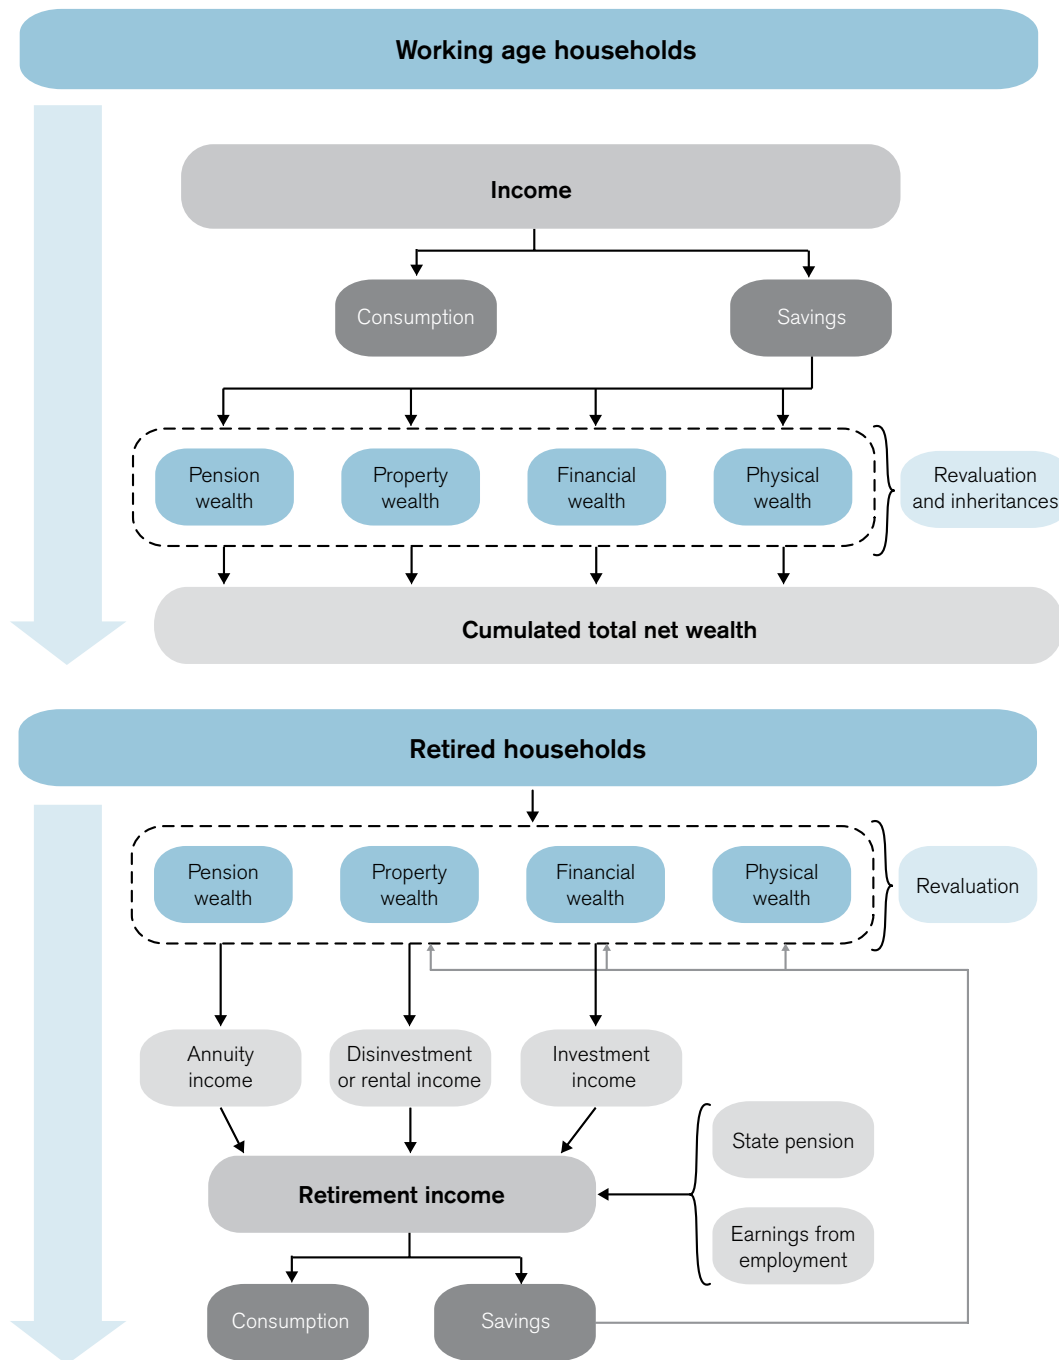 Working age households
Income
Consumption
Savings
Pension
wealth
Property
wealth
Financial
wealth
Physical
wealth
Revaluation
and inheritances
Cumulated total net wealth
Retired households
Pension
wealth
Property
wealth
Financial
wealth
Physical
wealth
Revaluation
Annuity
income
Disinvestment
or rental income
Investment
income
State pension
Retirement income
Earnings from
employment
Consumption
Savings